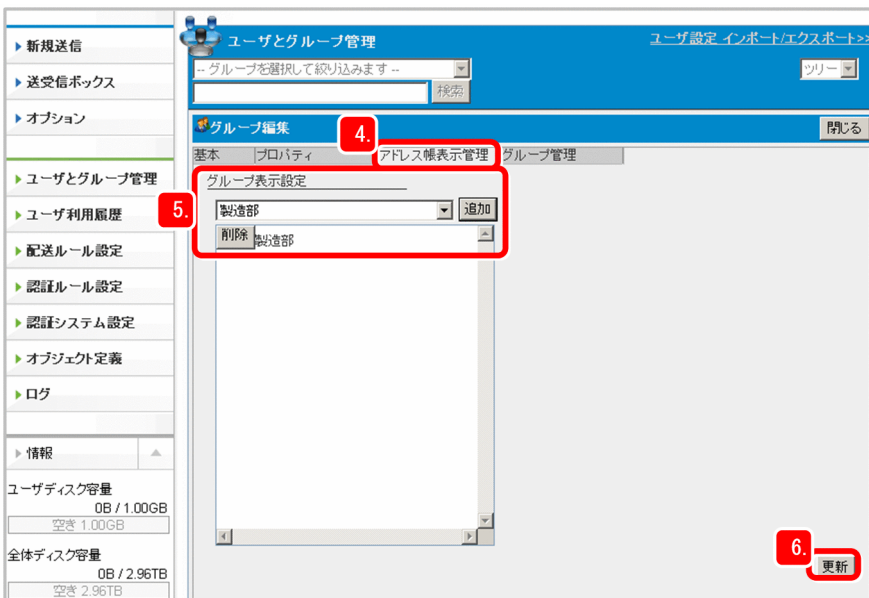 新規送信
送受信ボックス
オプション
ユーザとグループ管理
ユーザ利用履歴
配送ルール設定
認証ルール設定
認証システム設定
オブジェクト定義
ログ
情報
ユーザディスク容量
0B / 1.00GB
空き 1.00GB
全体ディスク容量
0B / 2.96TB
空き 2.96TB
ユーザとグループ管理
ユーザ設定 インポート/エクスポート>>
-- グループを選択して絞り込みます --
ツリー
検索
グループ編集
閉じる
4.
基本 プロパティ アドレス帳表示管理 グループ管理
5.
グループ表示設定
製造部 追加
削除 製造部
6.
更新